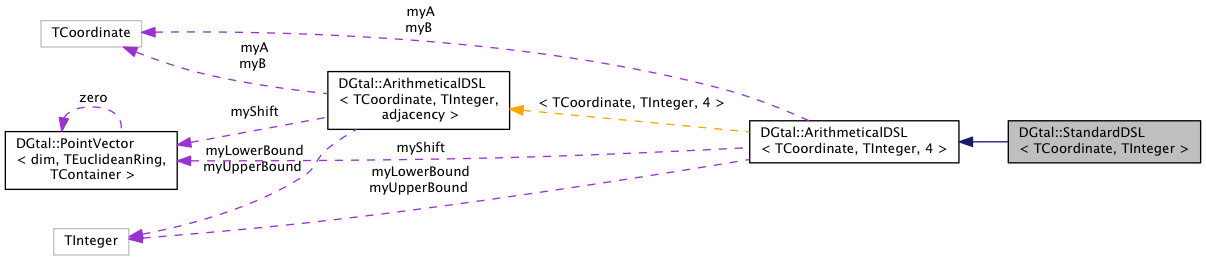 myA
myB
TCoordinate
myA
myB
zero
myShift
DGtal::ArithmeticalDSL
< TCoordinate, TInteger,
adjacency >
< TCoordinate, TInteger, 4 >
DGtal::PointVector
< dim, TEuclideanRing,
TContainer >
myLowerBound
myUpperBound
myShift
myLowerBound
myUpperBound
DGtal::ArithmeticalDSL
< TCoordinate, TInteger, 4 >
DGtal::StandardDSL
< TCoordinate, TInteger >
TInteger